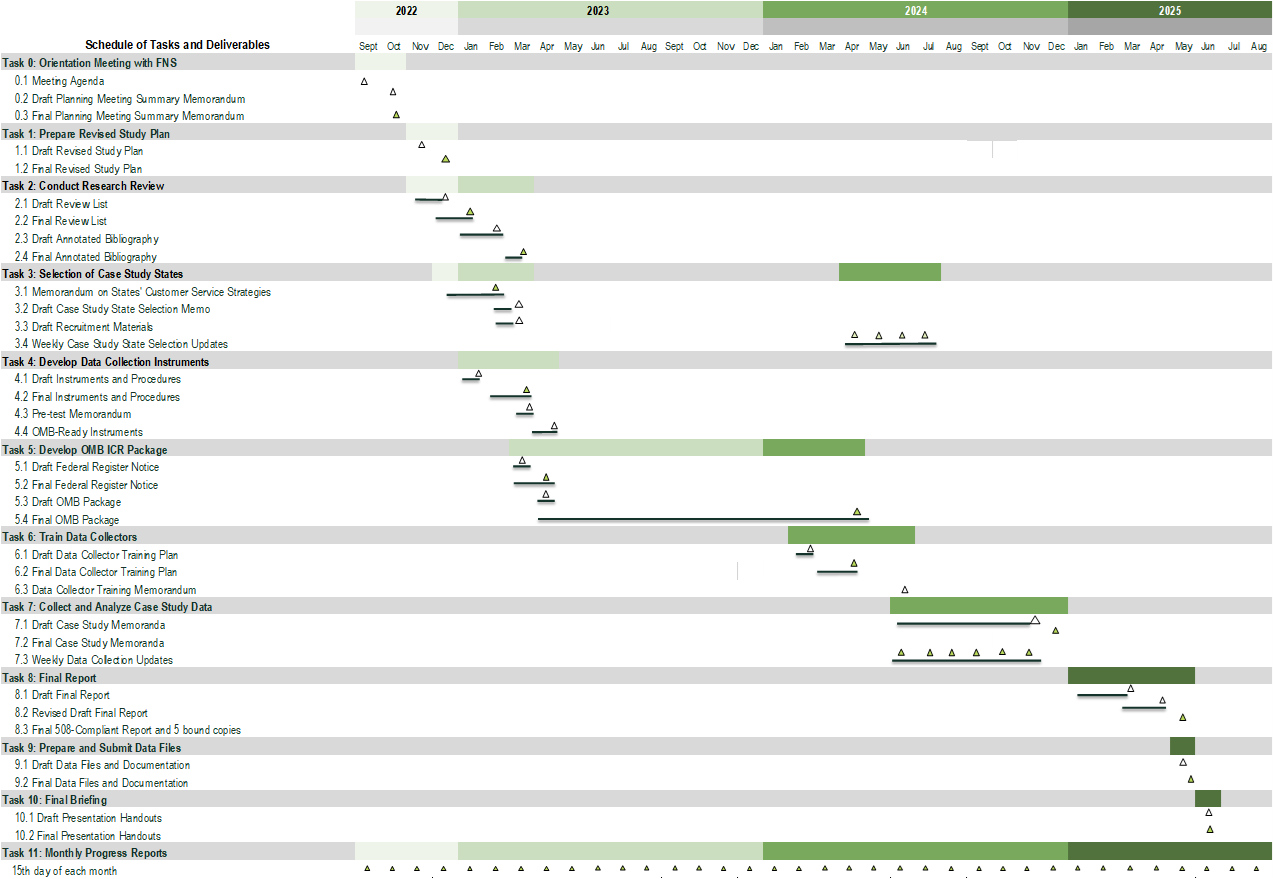 2022 2023 2024 2025
Schedule of Tasks and Deliverables Sept Oct Nov Dec Jan Feb Mar Apr May Jun Jul Aug Sept Oct Nov Dec Jan Feb Mar Apr May Jun Jul Aug Sept Oct Nov Dec Jan Feb Mar Apr May Jun Jul Aug
Task 0: Orientation Meeting with FNS
0.1 Meeting Agenda
0.2 Draft Planning Meeting Summary Memorandum
0.3 Final Planning Meeting Summary Memorandum
Task 1: Prepare Revised Study Plan
1.1 Draft Revised Study Plan
1.2 Final Revised Study Plan
Task 2: Conduct Research Review
2.1 Draft Review List
2.2 Final Review List
2.3 Draft Annotated Bibliography
2.4 Final Annotated Bibliography
Task 3: Selection of Case Study States
3.1 Memorandum on States' Customer Service Strategies
3.2 Draft Case Study State Selection Memo
3.3 Draft Recruitment Materials
3.4 Weekly Case Study State Selection Updates
Task 4: Develop Data Collection Instruments
4.1 Draft Instruments and Procedures
4.2 Final Instruments and Procedures
4.3 Pre-test Memorandum
4.4 OMB-Ready Instruments
Task 5: Develop OMB ICR Package
5.1 Draft Federal Register Notice
5.2 Final Federal Register Notice
5.3 Draft OMB Package
5.4 Final OMB Package
Task 6: Train Data Collectors
6.1 Draft Data Collector Training Plan
6.2 Final Data Collector Training Plan
6.3 Data Collector Training Memorandum
Task 7: Collect and Analyze Case Study Data
7.1 Draft Case Study Memoranda
7.2 Final Case Study Memoranda
7.3 Weekly Data Collection Updates
Task 8: Final Report
8.1 Draft Final Report
8.2 Revised Draft Final Report
8.3 Final 508-Compliant Report and 5 bound copies
Task 9: Prepare and Submit Data Files
9.1 Draft Data Files and Documentation
9.2 Final Data Files and Documentation
Task 10: Final Briefing
10.1 Draft Presentation Handouts
10.2 Final Presentation Handouts
Task 11: Monthly Progress Reports
15th day of each month